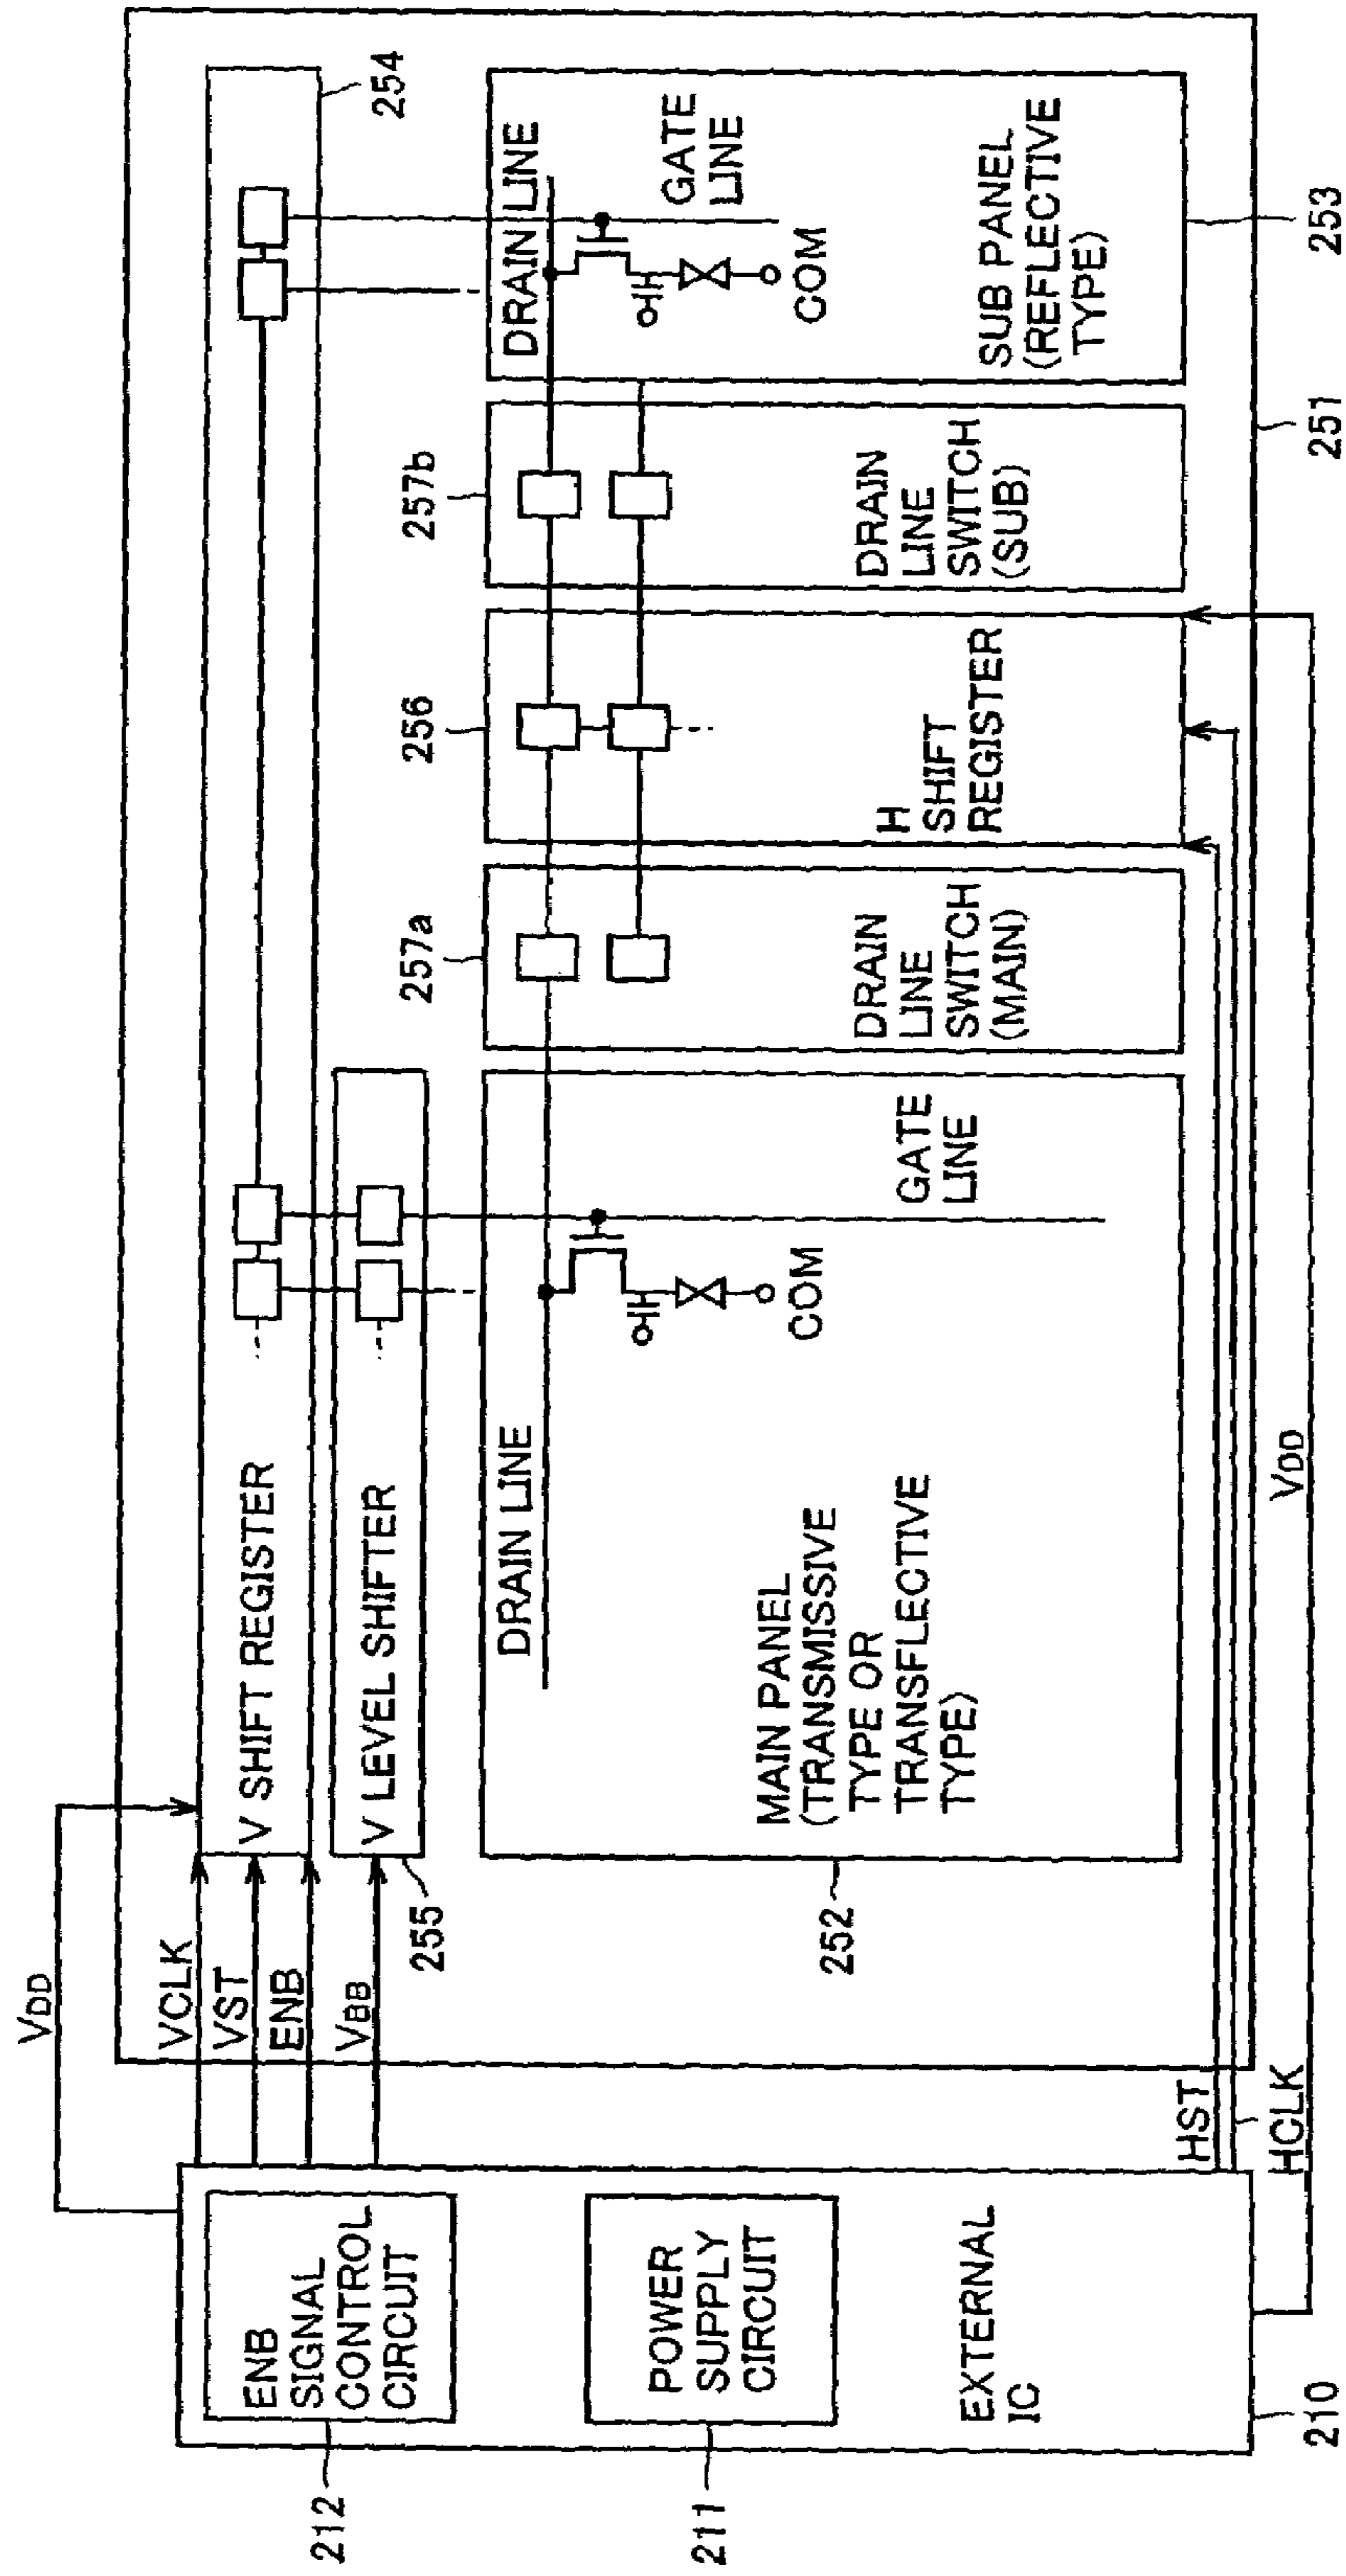 VDD
VCLK
VST
ENB
VBB
V SHIFT REGISTER
254
V LEVEL SHIFTER
255
ENB
SIGNAL
CONTROL
CIRCUIT
212
POWER
SUPPLY
CIRCUIT
211
EXTERNAL
IC
210
DRAIN LINE
GATE
LINE
COM
MAIN PANEL
(TRANSMISSIVE
TYPE OR
TRANSFLECTIVE
TYPE)
252
257a
DRAIN
LINE
SWITCH
(MAIN)
256
H
SHIFT
REGISTER
257b
DRAIN
LINE
SWITCH
(SUB)
DRAIN LINE
GATE
LINE
COM
SUB PANEL
(REFLECTIVE
TYPE)
253
251
HST
HCLK
VDD